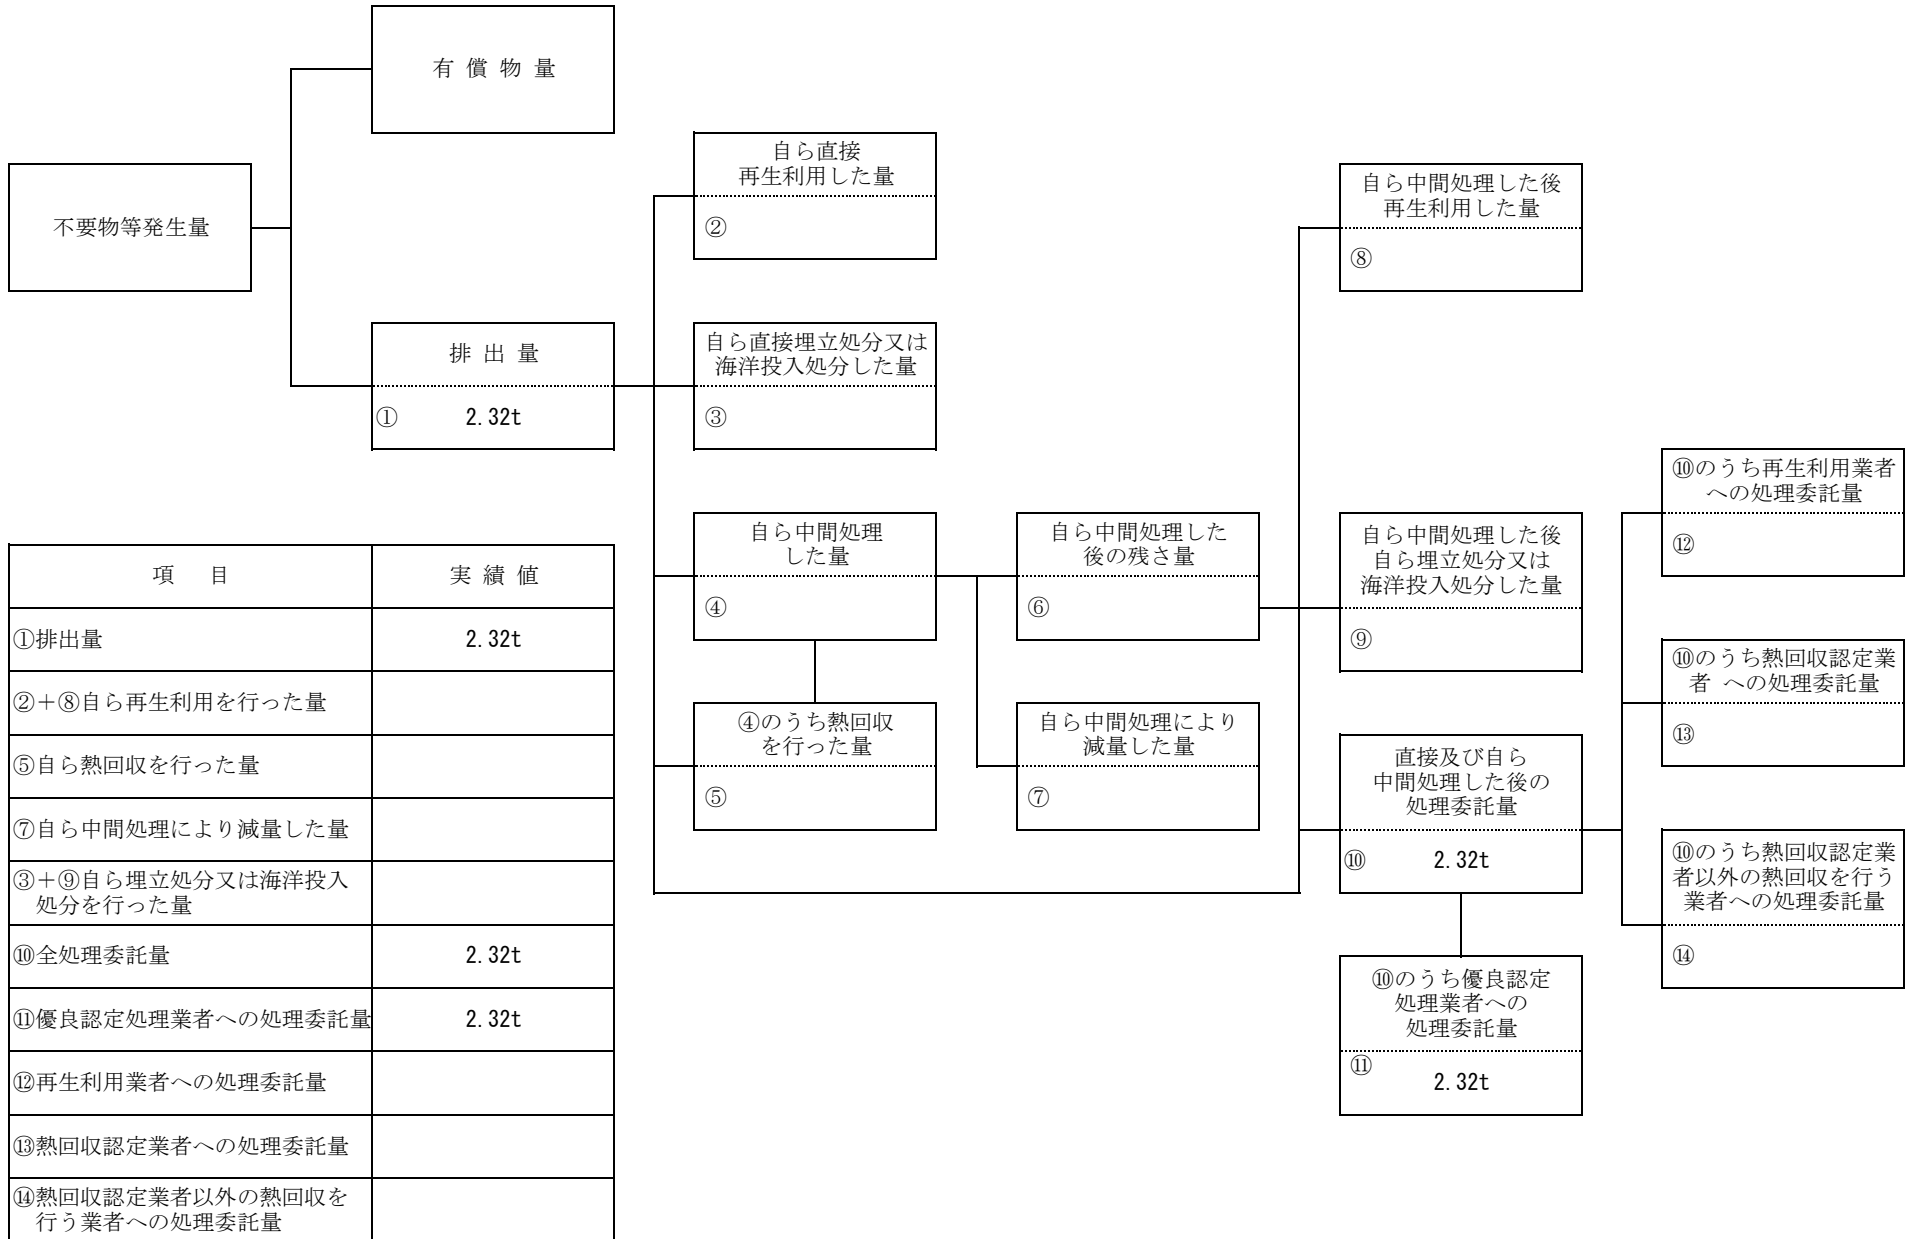 有 償 物 量
不要物等発生量
排 出 量
① 2.32t
自ら直接
再生利用した量
②
自ら直接埋立処分又は
海洋投入処分した量
③
自ら中間処理
した量
④
④のうち熱回収
を行った量
⑤
自ら中間処理した
後の残さ量
⑥
自ら中間処理により
減量した量
⑦
自ら中間処理した後
再生利用した量
⑧
自ら中間処理した後
自ら埋立処分又は
海洋投入処分した量
⑨
直接及び自ら
中間処理した後の
処理委託量
⑩ 2.32t
⑩のうち優良認定
処理業者への
処理委託量
⑪
2.32t
⑩のうち再生利用業者
への処理委託量
⑫
⑩のうち熱回収認定業
者 への処理委託量
⑬
⑩のうち熱回収認定業
者以外の熱回収を行う
業者への処理委託量
⑭
項 目 実 績 値
①排出量 2.32t
②+⑧自ら再生利用を行った量
⑤自ら熱回収を行った量
⑦自ら中間処理により減量した量
③+⑨自ら埋立処分又は海洋投入
処分を行った量
⑩全処理委託量 2.32t
⑪優良認定処理業者への処理委託量 2.32t
⑫再生利用業者への処理委託量
⑬熱回収認定業者への処理委託量
⑭熱回収認定業者以外の熱回収を
行う業者への処理委託量